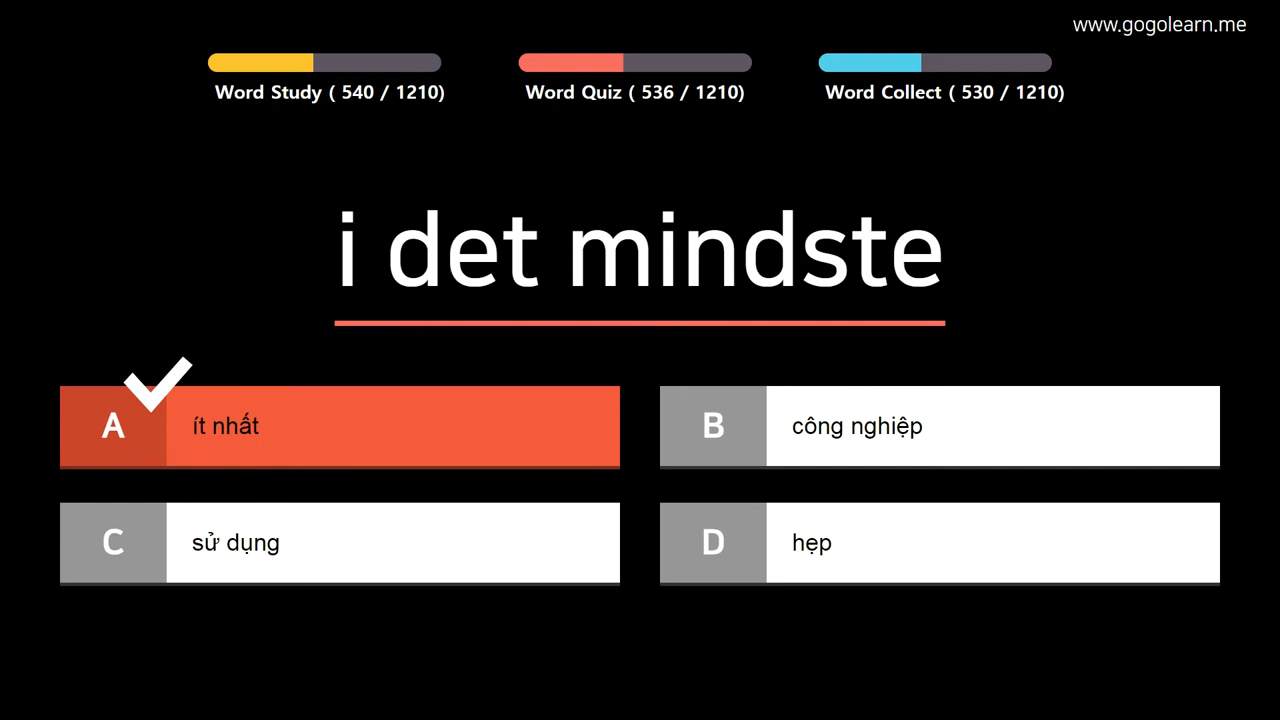 www.gogolearn.me
Word Study ( 540 / 1210)
Word Quiz ( 536 / 1210)
Word Collect ( 530 / 1210)
i det mindste
A ít nhất
B công nghiệp
C sử dụng
D hẹp